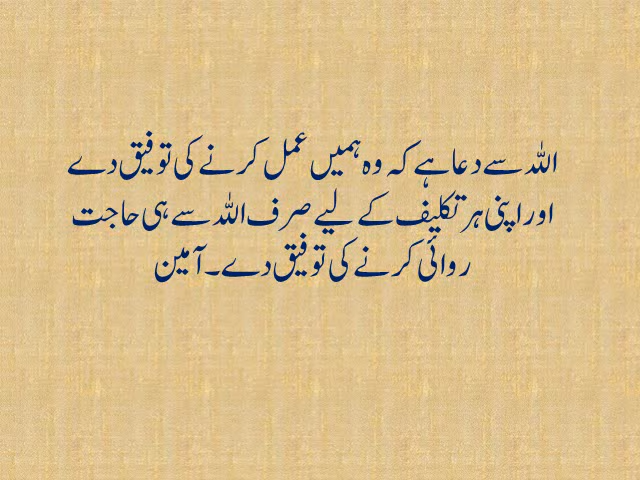 اللہ سے دعا ہے کہ وہ ہمیں عمل کرنے کی توفیق دے
اور اپنی ہر تکلیف کے لیے صرف اللہ سے ہی حاجت
روائی کرنے کی توفیق دے۔ آمین